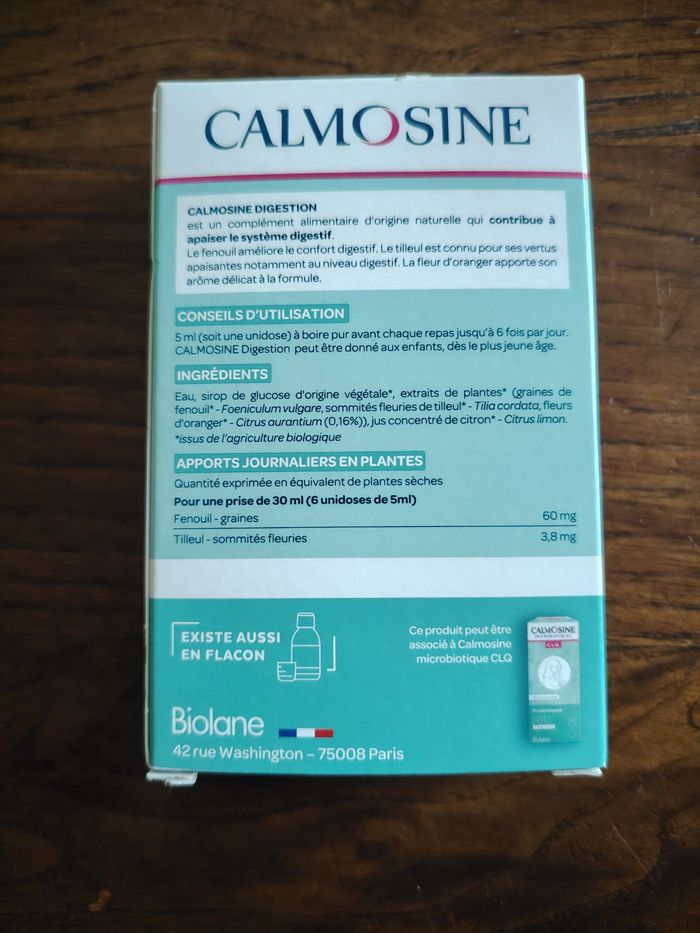 CALMOSINE
CALMOSINE DIGESTION
est un complément alimentaire d'origine naturelle qui contribue à
apaiser le système digestif.
Le fenouil améliore le confort digestif. Le tilleul est connu pour ses vertus
apaisantes notamment au niveau digestif. La fleur d'oranger apporte son
arôme délicat à la formule.
CONSEILS D'UTILISATION
5 ml (soit une unidose) à boire pur avant chaque repas jusqu'à 6 fois par jour.
CALMOSINE Digestion peut être donné aux enfants, dès le plus jeune âge.
INGRÉDIENTS
Eau, sirop de glucose d'origine végétale*, extraits de plantes* (graines de
fenouil* - Foeniculum vulgare, sommités fleuries de tilleul* - Tilia cordata, fleurs
d'oranger* - Citrus aurantium (0,16%)), jus concentré de citron* - Citrus limon.
*issus de l'agriculture biologique
APPORTS JOURNALIERS EN PLANTES
Quantité exprimée en équivalent de plantes sèches
Pour une prise de 30 ml (6 unidoses de 5ml)
Fenouil - graines 60 mg
Tilleul - sommités fleuries 3,8 mg
EXISTE AUSSI
EN FLACON
Ce produit peut être
associé à Calmosine
microbiotique CLQ
CALMOSINE
CLQ
Biolane
42 rue Washington – 75008 Paris